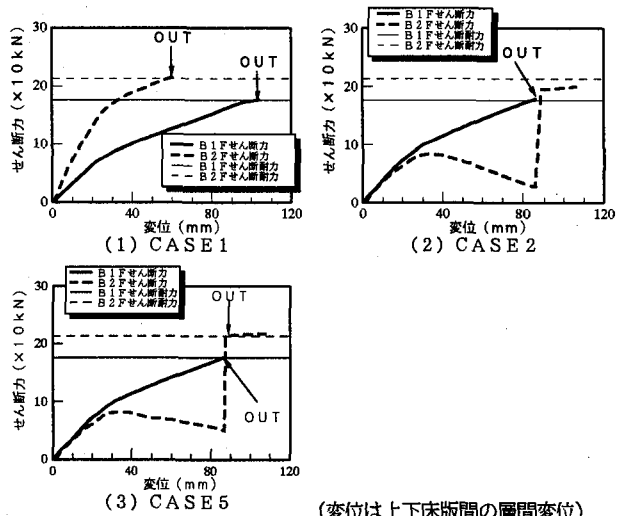 B1Fせん断力
B2Fせん断力
B1Fせん断耐力
B2Fせん断耐力
OUT
OUT
せん断力(×10kN)
30
20
10
0
0
40
80
120
変位(mm)
(1) CASE1
B1Fせん断力
B2Fせん断力
B1Fせん断耐力
B2Fせん断耐力
OUT
せん断力(×10kN)
30
20
10
0
0
40
80
120
変位(mm)
(2) CASE2
B1Fせん断力
B2Fせん断力
B1Fせん断耐力
B2Fせん断耐力
OUT
OUT
せん断力(×10kN)
30
20
10
0
0
40
80
120
変位(mm)
(3) CASE5
(変位は上下床版間の層間変位)